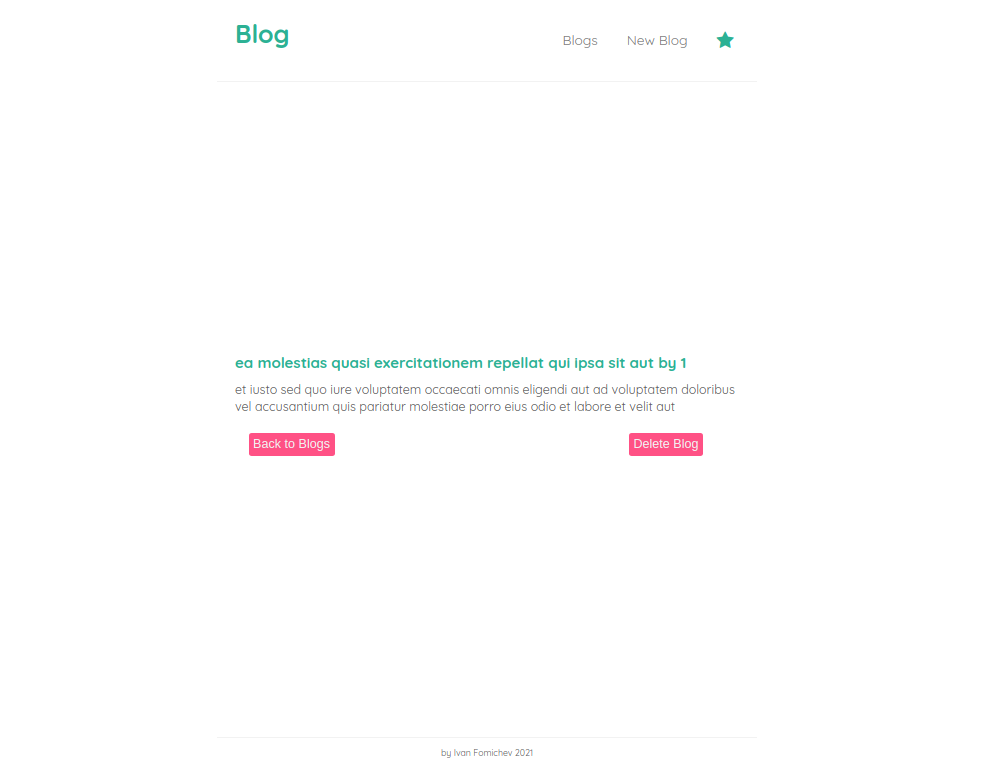 Blog
Blogs
New Blog
ea molestias quasi exercitationem repellat qui ipsa sit aut by 1
et iusto sed quo iure voluptatem occaecati omnis eligendi aut ad voluptatem doloribus
vel accusantium quis pariatur molestiae porro eius odio et labore et velit aut
Back to Blogs
Delete Blog
by Ivan Fomichev 2021